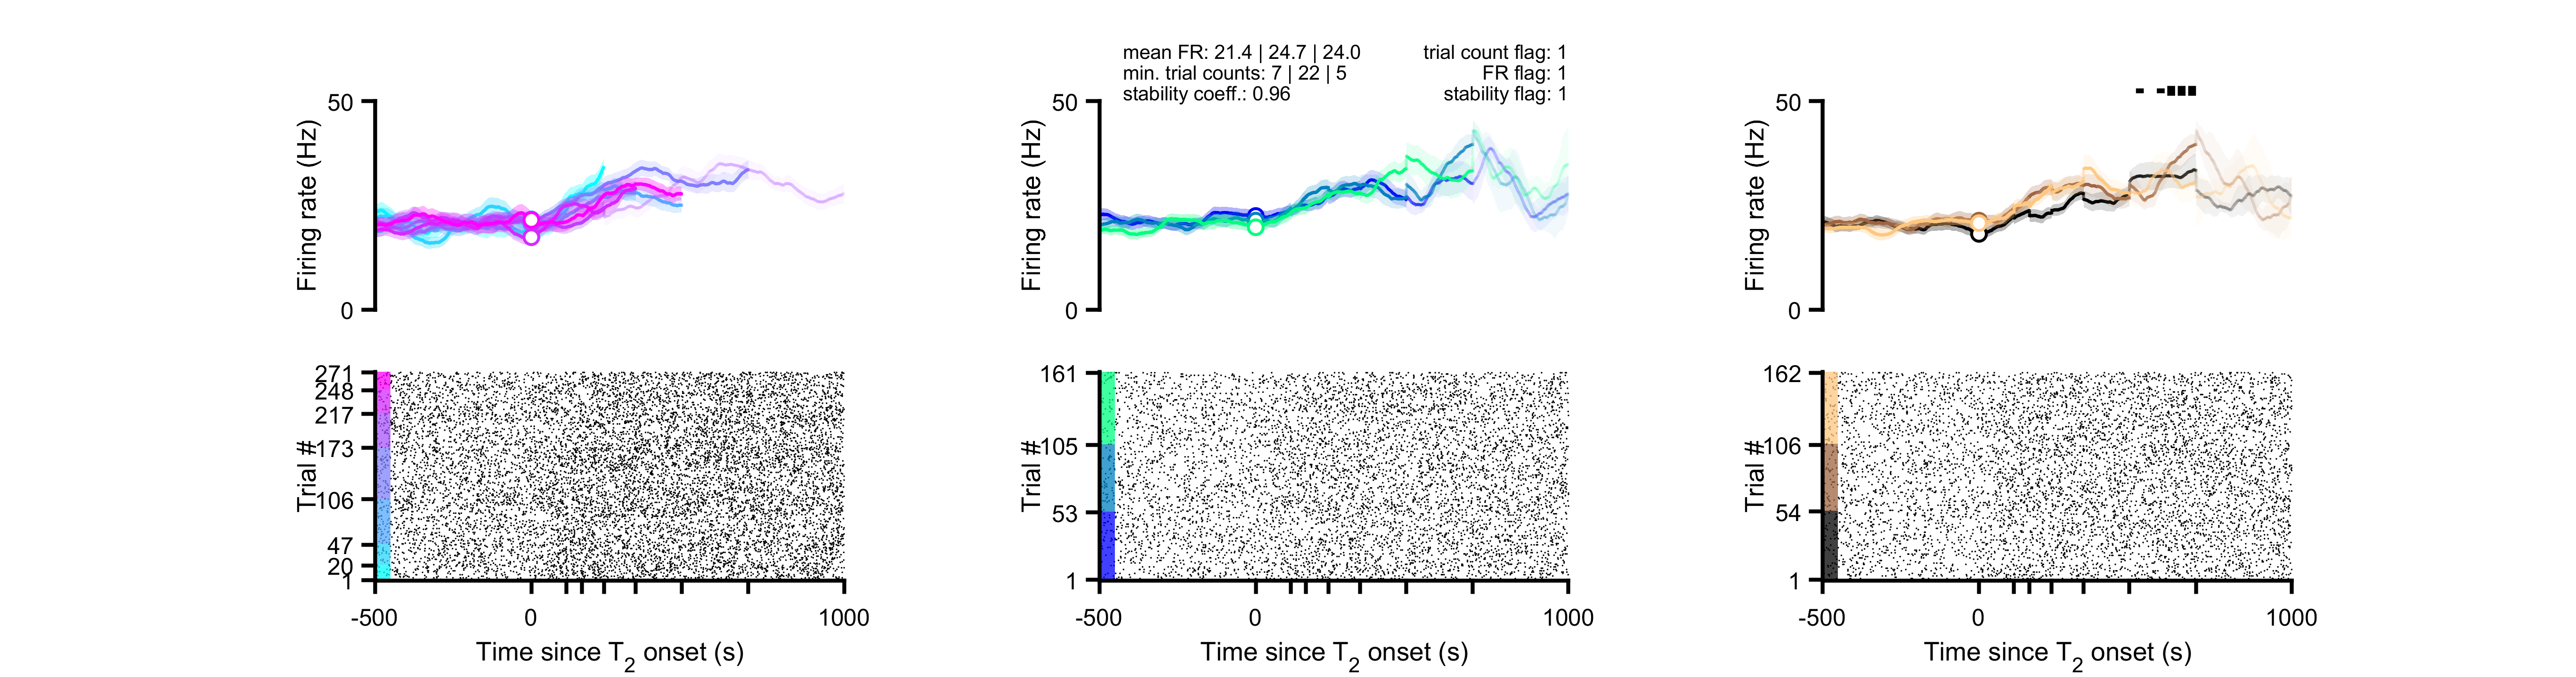 mean FR: 21.4 | 24.7 | 24.0
trial count flag: 1
min. trial counts: 7 | 22 | 5
FR flag: 1
stability coeff.: 0.96
stability flag: 1
50
Firing rate (Hz)
0
50
Firing rate (Hz)
0
50
Firing rate (Hz)
0
271
248
217
173
106
47
20
1
Trial #
-500
0
1000
Time since T2 onset (s)
161
105
53
1
Trial #
-500
0
1000
Time since T2 onset (s)
162
106
54
1
Trial #
-500
0
1000
Time since T2 onset (s)